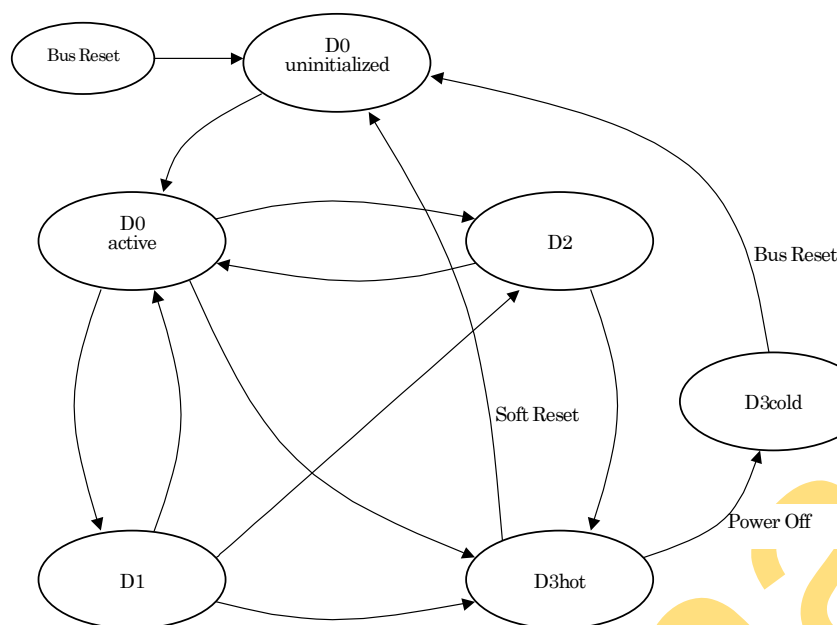 Bus Reset
D0
uninitialized
D0
active
D2
Bus Reset
D3cold
Soft Reset
Power Off
D1
D3hot